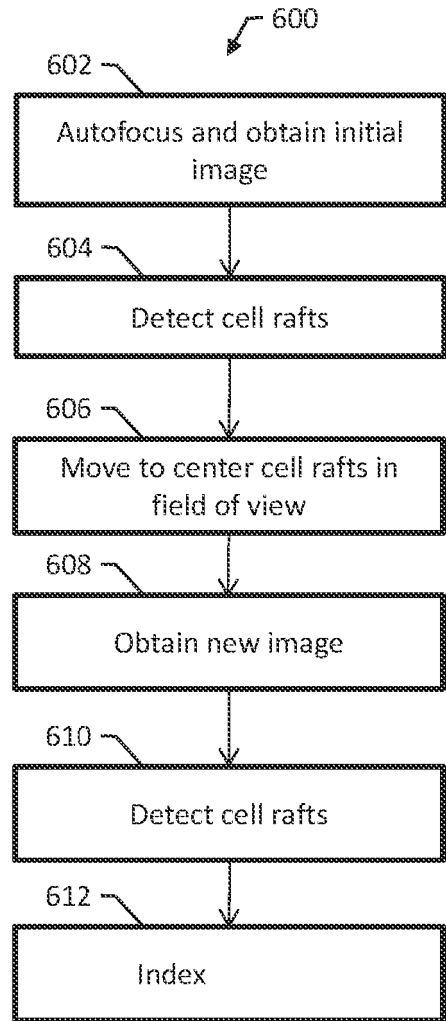 600
602
Autofocus and obtain initial
image
604
Detect cell rafts
606
Move to center cell rafts in
field of view
608
Obtain new image
610
Detect cell rafts
612
Index